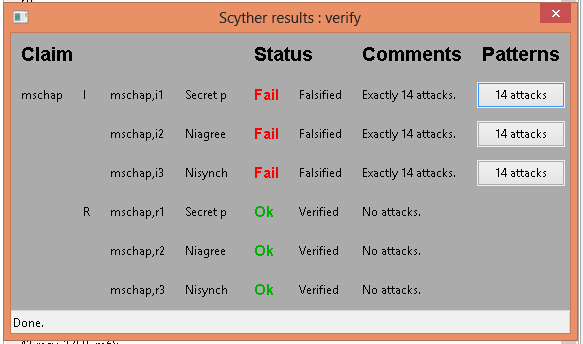 Scyther results : verify
Claim Status Comments Patterns
mschap I mschap,i1 Secret p Fail Falsified Exactly 14 attacks. 14 attacks
mschap,i2 Niagree Fail Falsified Exactly 14 attacks. 14 attacks
mschap,i3 Nisynch Fail Falsified Exactly 14 attacks. 14 attacks
R mschap,r1 Secret p Ok Verified No attacks.
mschap,r2 Niagree Ok Verified No attacks.
mschap,r3 Nisynch Ok Verified No attacks.
Done.